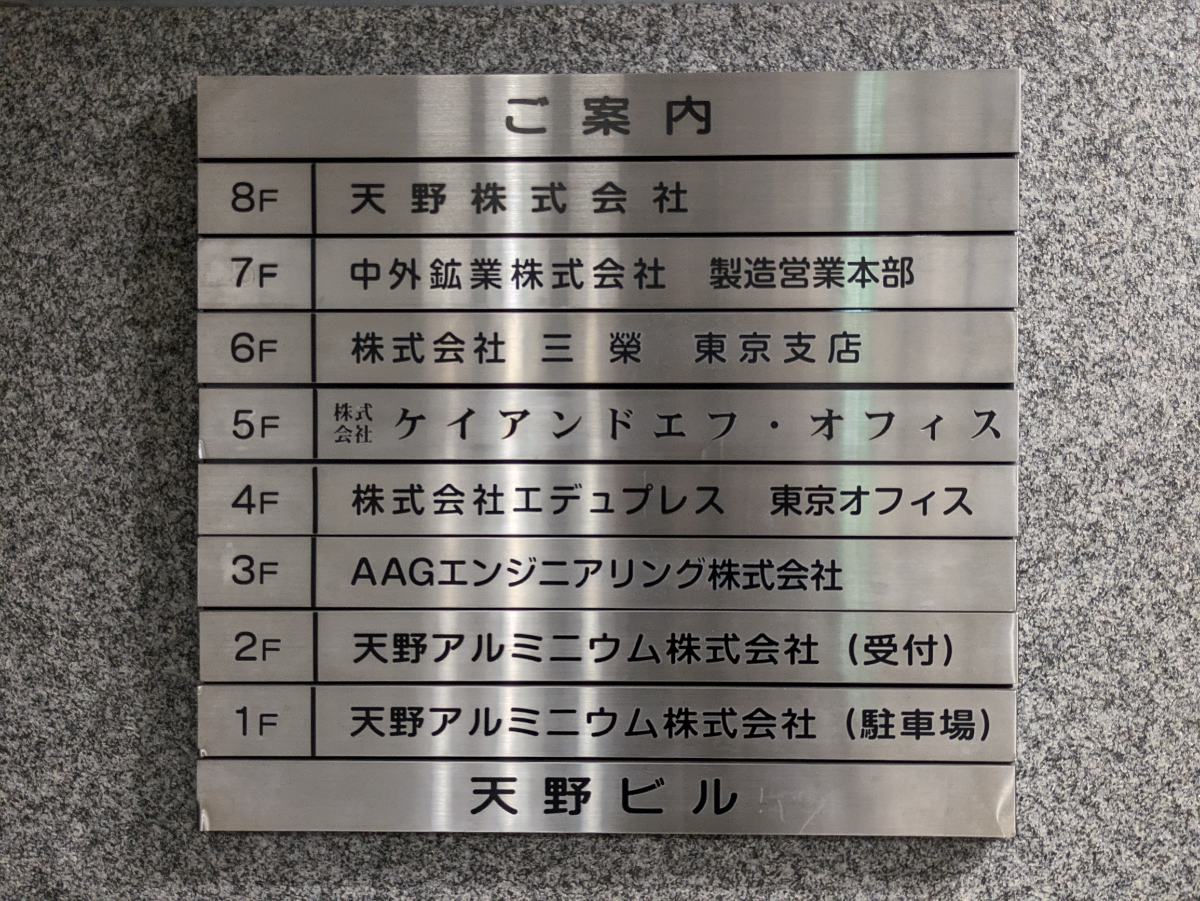 ご案内
8F 天野株式会社
7F 中外鉱業株式会社 製造営業本部
6F 株式会社 三榮 東京支店
5F 株式会社 ケイアンドエフ・オフィス
4F 株式会社エデュプレス 東京オフィス
3F AAGエンジニアリング株式会社
2F 天野アルミニウム株式会社 (受付)
1F 天野アルミニウム株式会社 (駐車場)
天野ビル